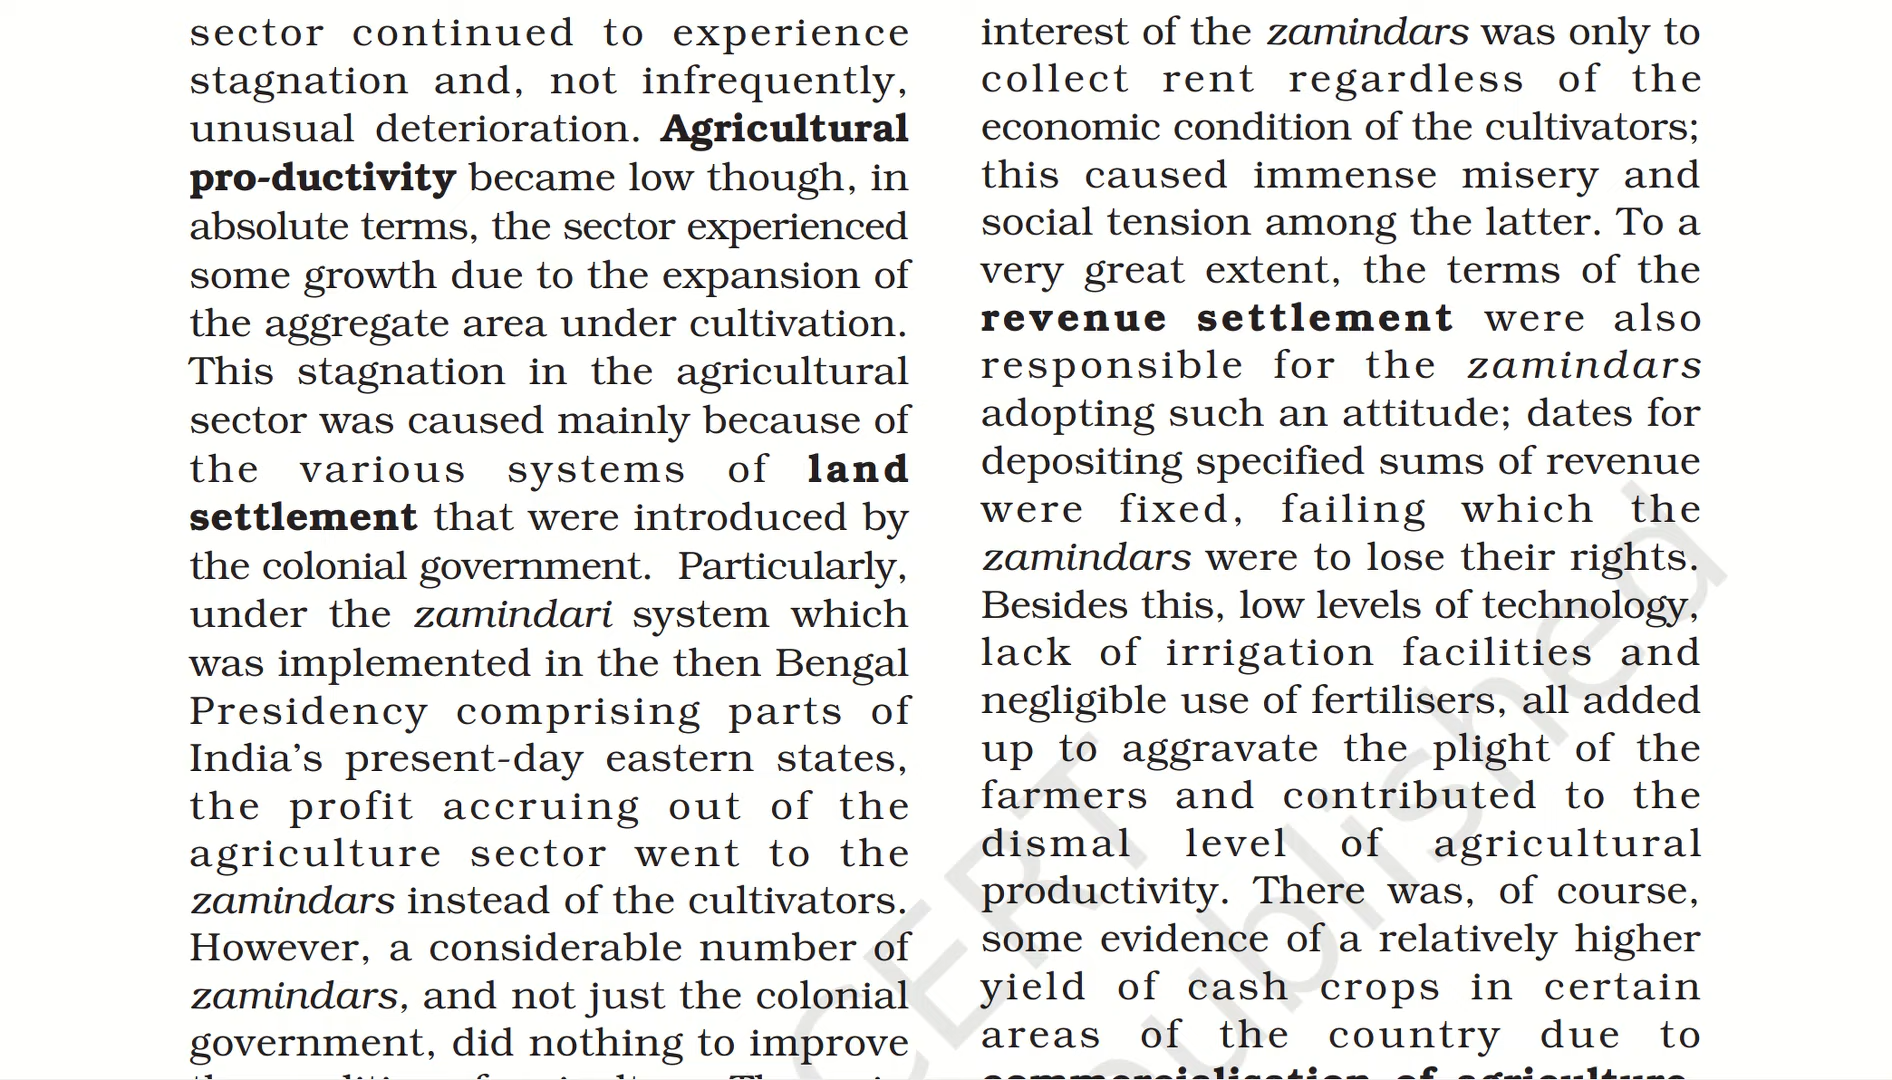 sector continued to experience
stagnation and, not infrequently,
unusual deterioration. Agricultural
pro-ductivity became low though, in
absolute terms, the sector experienced
some growth due to the expansion of
the aggregate area under cultivation.
This stagnation in the agricultural
sector was caused mainly because of
the various systems of land
settlement that were introduced by
the colonial government. Particularly,
under the zamindari system which
was implemented in the then Bengal
Presidency comprising parts of
India’s present-day eastern states,
the profit accruing out of the
agriculture sector went to the
zamindars instead of the cultivators.
However, a considerable number of
zamindars, and not just the colonial
government, did nothing to improve
interest of the zamindars was only to
collect rent regardless of the
economic condition of the cultivators;
this caused immense misery and
social tension among the latter. To a
very great extent, the terms of the
revenue settlement were also
responsible for the zamindars
adopting such an attitude; dates for
depositing specified sums of revenue
were fixed, failing which the
zamindars were to lose their rights.
Besides this, low levels of technology,
lack of irrigation facilities and
negligible use of fertilisers, all added
up to aggravate the plight of the
farmers and contributed to the
dismal level of agricultural
productivity. There was, of course,
some evidence of a relatively higher
yield of cash crops in certain
areas of the country due to
commercialisation of agriculture.
CERT
ublished